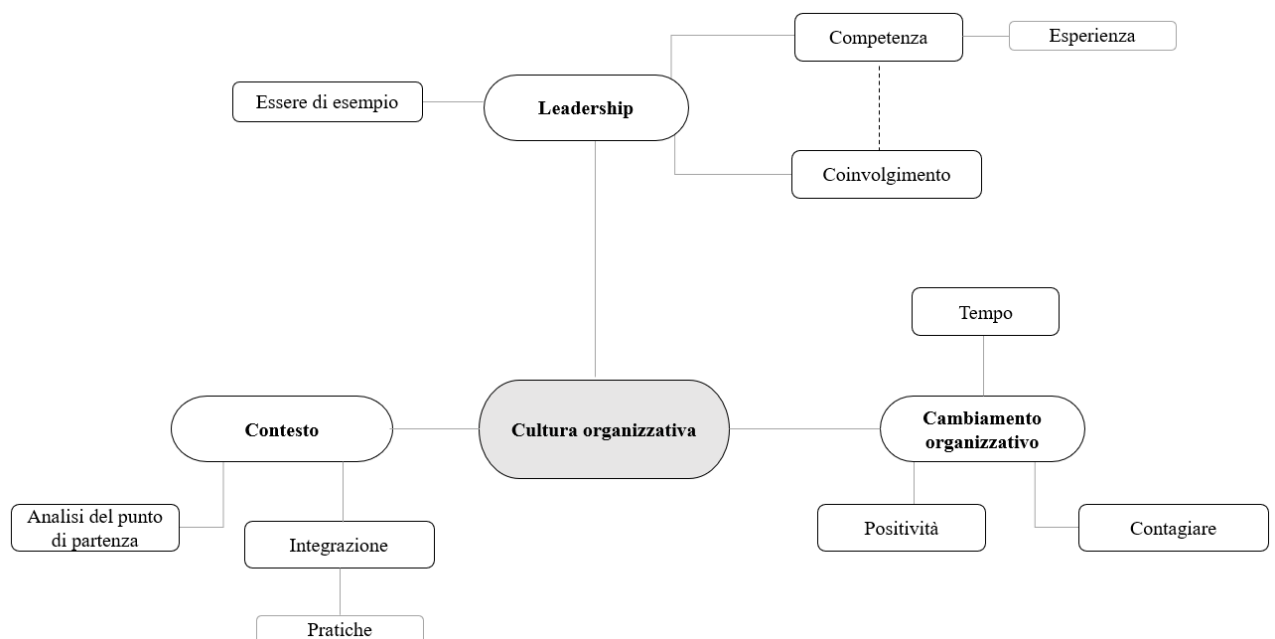 Competenza
Esperienza
Essere di esempio
Leadership
Coinvolgimento
Tempo
Contesto
Cultura organizzativa
Cambiamento
organizzativo
Analisi del punto
di partenza
Integrazione
Positività
Contagiare
Pratiche